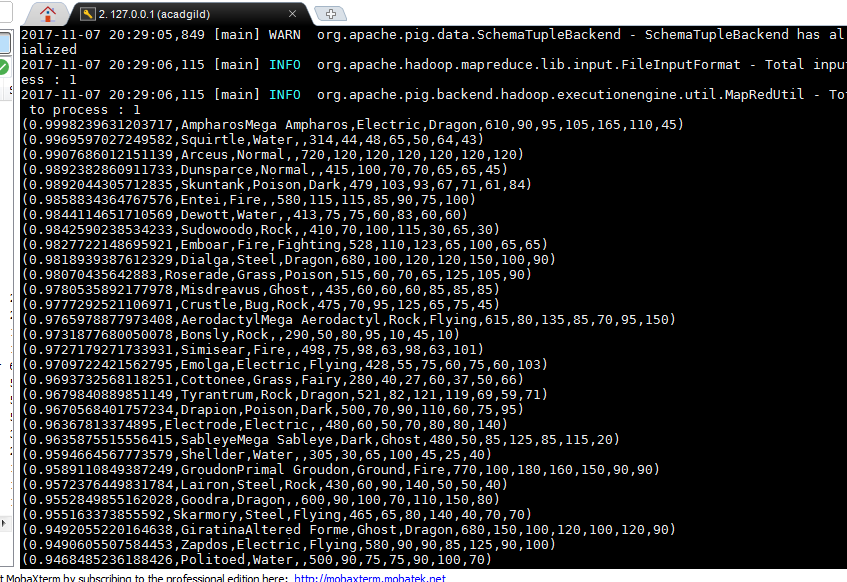 2. 127.0.0.1 (acadgild)
2017-11-07 20:29:05,849 [main] WARN  org.apache.pig.data.SchemaTupleBackend - SchemaTupleBackend has al
ialized
2017-11-07 20:29:06,115 [main] INFO  org.apache.hadoop.mapreduce.lib.input.FileInputFormat - Total input
ess : 1
2017-11-07 20:29:06,115 [main] INFO  org.apache.pig.backend.hadoop.executionengine.util.MapRedUtil - Tot
 to process : 1
(0.9998239631203717,AmpharosMega Ampharos,Electric,Dragon,610,90,95,105,165,110,45)
(0.9969597027249582,Squirtle,Water,,314,44,48,65,50,64,43)
(0.9907686012151139,Arceus,Normal,,720,120,120,120,120,120,120)
(0.9892382860911733,Dunsparce,Normal,,415,100,70,70,65,65,45)
(0.9892044305712835,Skuntank,Poison,Dark,479,103,93,67,71,61,84)
(0.9858834364767576,Entei,Fire,,580,115,115,85,90,75,100)
(0.9844114651710569,Dewott,Water,,413,75,75,60,83,60,60)
(0.9842590238534233,Sudowoodo,Rock,,410,70,100,115,30,65,30)
(0.9827722148695921,Emboar,Fire,Fighting,528,110,123,65,100,65,65)
(0.9818939387612329,Dialga,Steel,Dragon,680,100,120,120,150,100,90)
(0.98070435642883,Roserade,Grass,Poison,515,60,70,65,125,105,90)
(0.9780535892177978,Misdreavus,Ghost,,435,60,60,60,85,85,85)
(0.9777292521106971,Crustle,Bug,Rock,475,70,95,125,65,75,45)
(0.9765978877973408,AerodactylMega Aerodactyl,Rock,Flying,615,80,135,85,70,95,150)
(0.9731877680050078,Bonsly,Rock,,290,50,80,95,10,45,10)
(0.9727179271733931,Simisear,Fire,,498,75,98,63,98,63,101)
(0.9709722421562795,Emolga,Electric,Flying,428,55,75,60,75,60,103)
(0.9693732568118251,Cottonee,Grass,Fairy,280,40,27,60,37,50,66)
(0.9679840889851149,Tyrantrum,Rock,Dragon,521,82,121,119,69,59,71)
(0.9670568401757234,Drapion,Poison,Dark,500,70,90,110,60,75,95)
(0.96367813374895,Electrode,Electric,,480,60,50,70,80,80,140)
(0.9635875515556415,SableyeMega Sableye,Dark,Ghost,480,50,85,125,85,115,20)
(0.9594664567773579,Shellder,Water,,305,30,65,100,45,25,40)
(0.9589110849387249,GroudonPrimal Groudon,Ground,Fire,770,100,180,160,150,90,90)
(0.9572376449831784,Lairon,Steel,Rock,430,60,90,140,50,50,40)
(0.9552849855162028,Goodra,Dragon,,600,90,100,70,110,150,80)
(0.955163373855592,Skarmory,Steel,Flying,465,65,80,140,40,70,70)
(0.9492055220164638,GiratinaAltered Forme,Ghost,Dragon,680,150,100,120,100,120,90)
(0.9490605507584453,Zapdos,Electric,Flying,580,90,90,85,125,90,100)
(0.9468485236188426,Politoed,Water,,500,90,75,75,90,100,70)
t MobaXterm by subscribing to the professional edition here: http://mobaxterm.mobatek.net